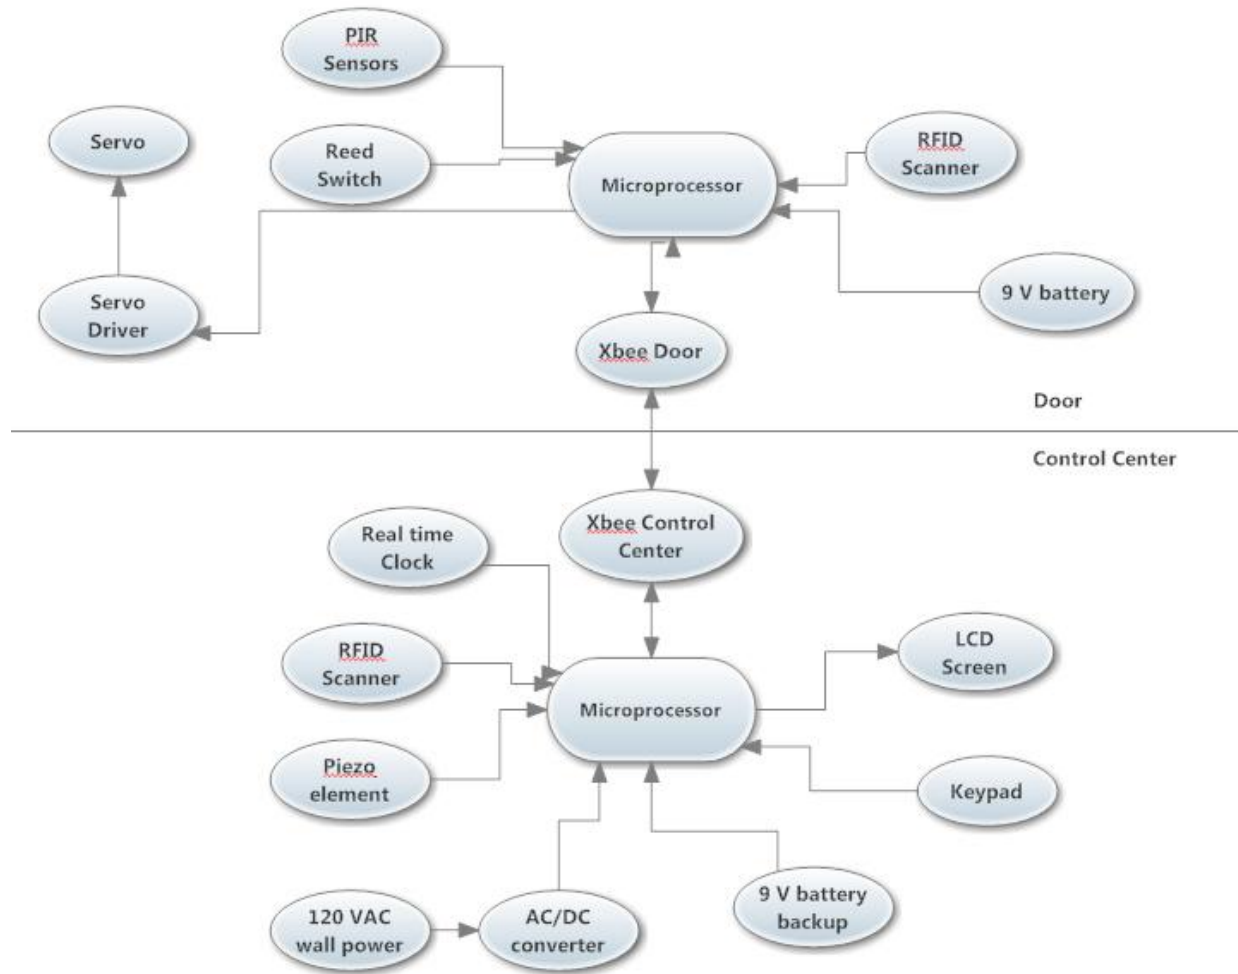 PIR
Sensors
Servo
Reed
Switch
Microprocessor
RFID
Scanner
Servo
Driver
9 V battery
Xbee Door
Door
Control Center
Real time
Clock
Xbee Control
Center
RFID
Scanner
LCD
Screen
Microprocessor
Piezo
element
Keypad
120 VAC
wall power
AC/DC
converter
9 V battery
backup